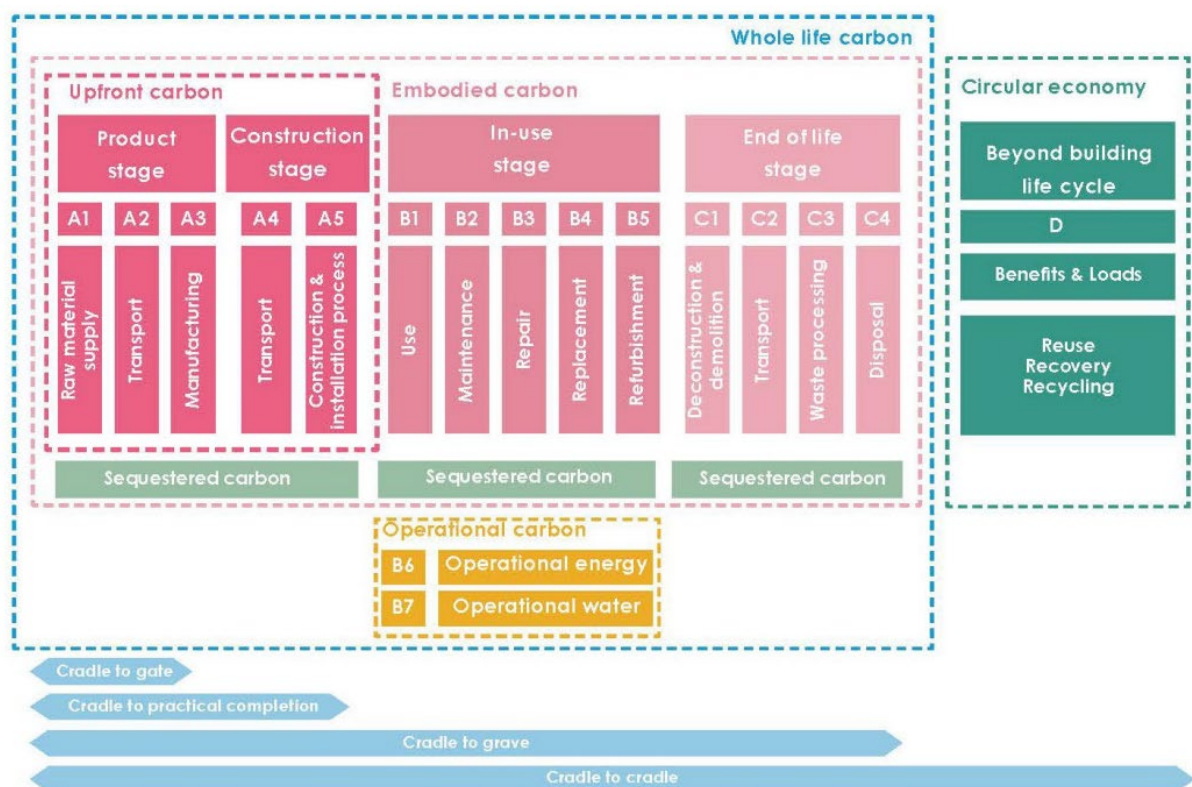 Whole life carbon
Upfront carbon
Embodied carbon
Circular economy
Product
stage
Construction
stage
In-use
stage
End of life
stage
Beyond building
life cycle
A1
A2
A3
A4
A5
B1
B2
B3
B4
B5
C1
C2
C3
C4
D
Raw material
supply
Transport
Manufacturing
Transport
Construction &
installation process
Use
Maintenance
Repair
Replacement
Refurbishment
Deconstruction &
demolition
Transport
Waste processing
Disposal
Benefits & Loads
Reuse
Recovery
Recycling
Sequestered carbon
Sequestered carbon
Sequestered carbon
Operational carbon
B6 Operational energy
B7 Operational water
Cradle to gate
Cradle to practical completion
Cradle to grave
Cradle to cradle